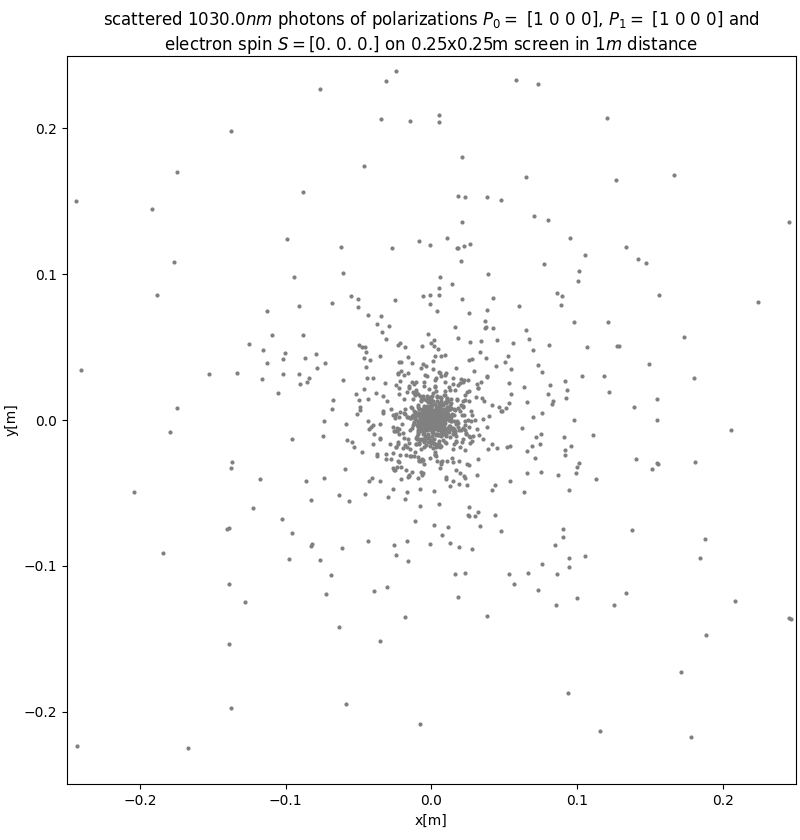 scattered 1030.0nm photons of polarizations P₀ = [1 0 0 0], P₁ = [1 0 0 0] and
electron spin S = [0. 0. 0.] on 0.25x0.25m screen in 1m distance
0.2
0.1
y[m]
0.0
−0.1
−0.2
−0.2 −0.1 0.0 0.1 0.2
x[m]